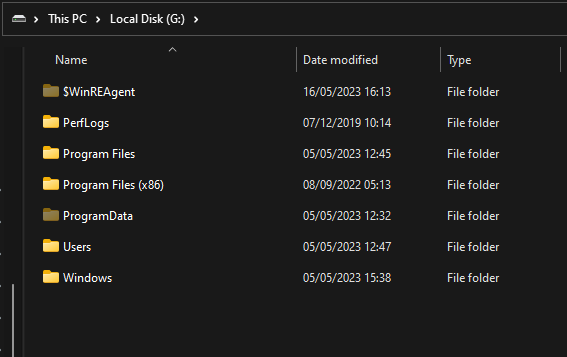 This PC > Local Disk (G:) >
Name Date modified Type
$WinREAgent 16/05/2023 16:13 File folder
PerfLogs 07/12/2019 10:14 File folder
Program Files 05/05/2023 12:45 File folder
Program Files (x86) 08/09/2022 05:13 File folder
ProgramData 05/05/2023 12:32 File folder
Users 05/05/2023 12:47 File folder
Windows 05/05/2023 15:38 File folder